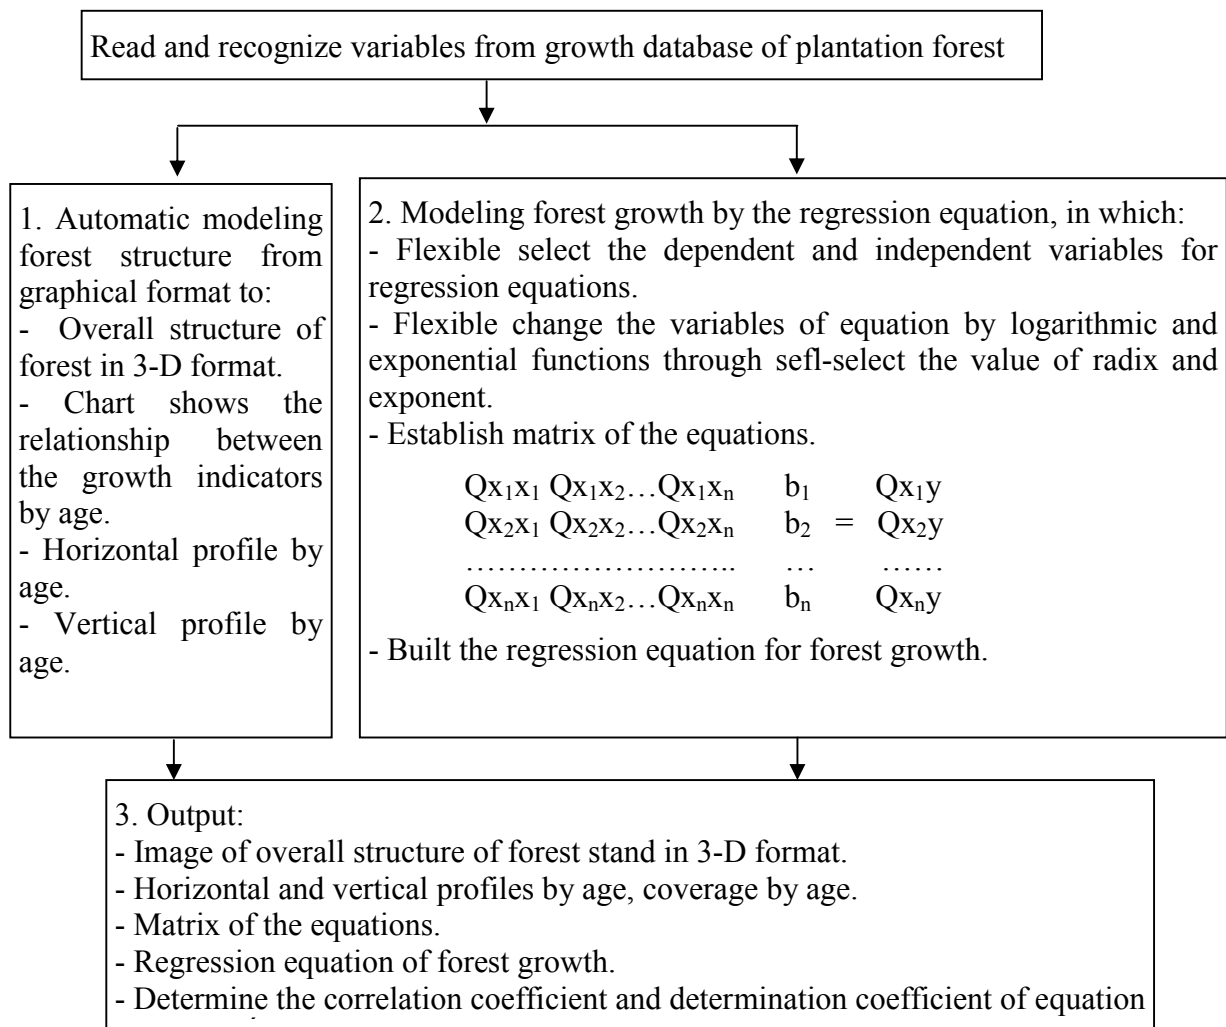 Read and recognize variables from growth database of plantation forest
1. Automatic modeling
forest structure from
graphical format to:
- Overall structure of
forest in 3-D format.
- Chart shows the
relationship between
the growth indicators
by age.
- Horizontal profile by
age.
- Vertical profile by
age.
2. Modeling forest growth by the regression equation, in which:
- Flexible select the dependent and independent variables for
regression equations.
- Flexible change the variables of equation by logarithmic and
exponential functions through sefl-select the value of radix and
exponent.
- Establish matrix of the equations.
Qx₁x₁ Qx₁x₂…Qx₁xₙ b₁ Qx₁y
Qx₂x₁ Qx₂x₂…Qx₂xₙ b₂ = Qx₂y
…………………….. … ……
Qxₙx₁ Qxₙx₂…Qxₙxₙ bₙ Qxₙy
- Built the regression equation for forest growth.
3. Output:
- Image of overall structure of forest stand in 3-D format.
- Horizontal and vertical profiles by age, coverage by age.
- Matrix of the equations.
- Regression equation of forest growth.
- Determine the correlation coefficient and determination coefficient of equation